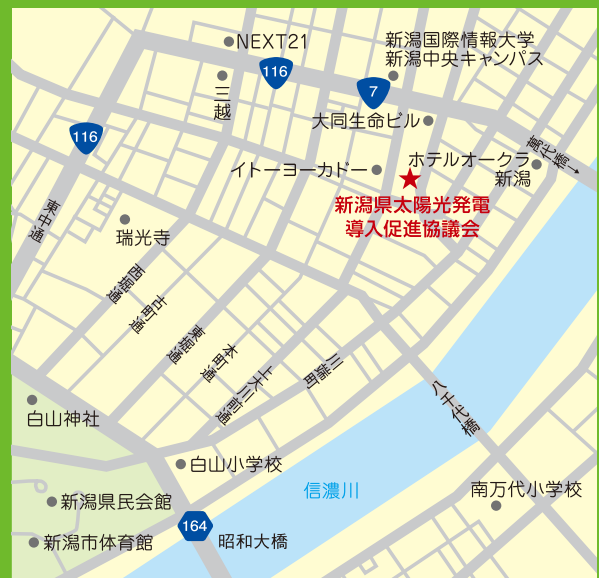 NEXT21
新潟国際情報大学
新潟中央キャンパス
116
三越
7
大同生命ビル
116
萬代橋
イトーヨーカドー
ホテルオークラ
新潟
新潟県太陽光発電
導入促進協議会
東中通
瑞光寺
西堀通
古町通
東堀通
本町通
上大川前通
川端町
八千代橋
白山神社
白山小学校
信濃川
南万代小学校
新潟県民会館
164
昭和大橋
新潟市体育館